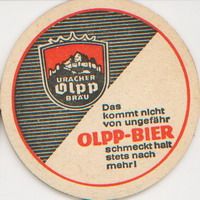 URACHER
Olpp
BRÄU
Das
kommt nicht
von ungefähr
OLPP-BIER
schmeckt halt
stets nach
mehr!